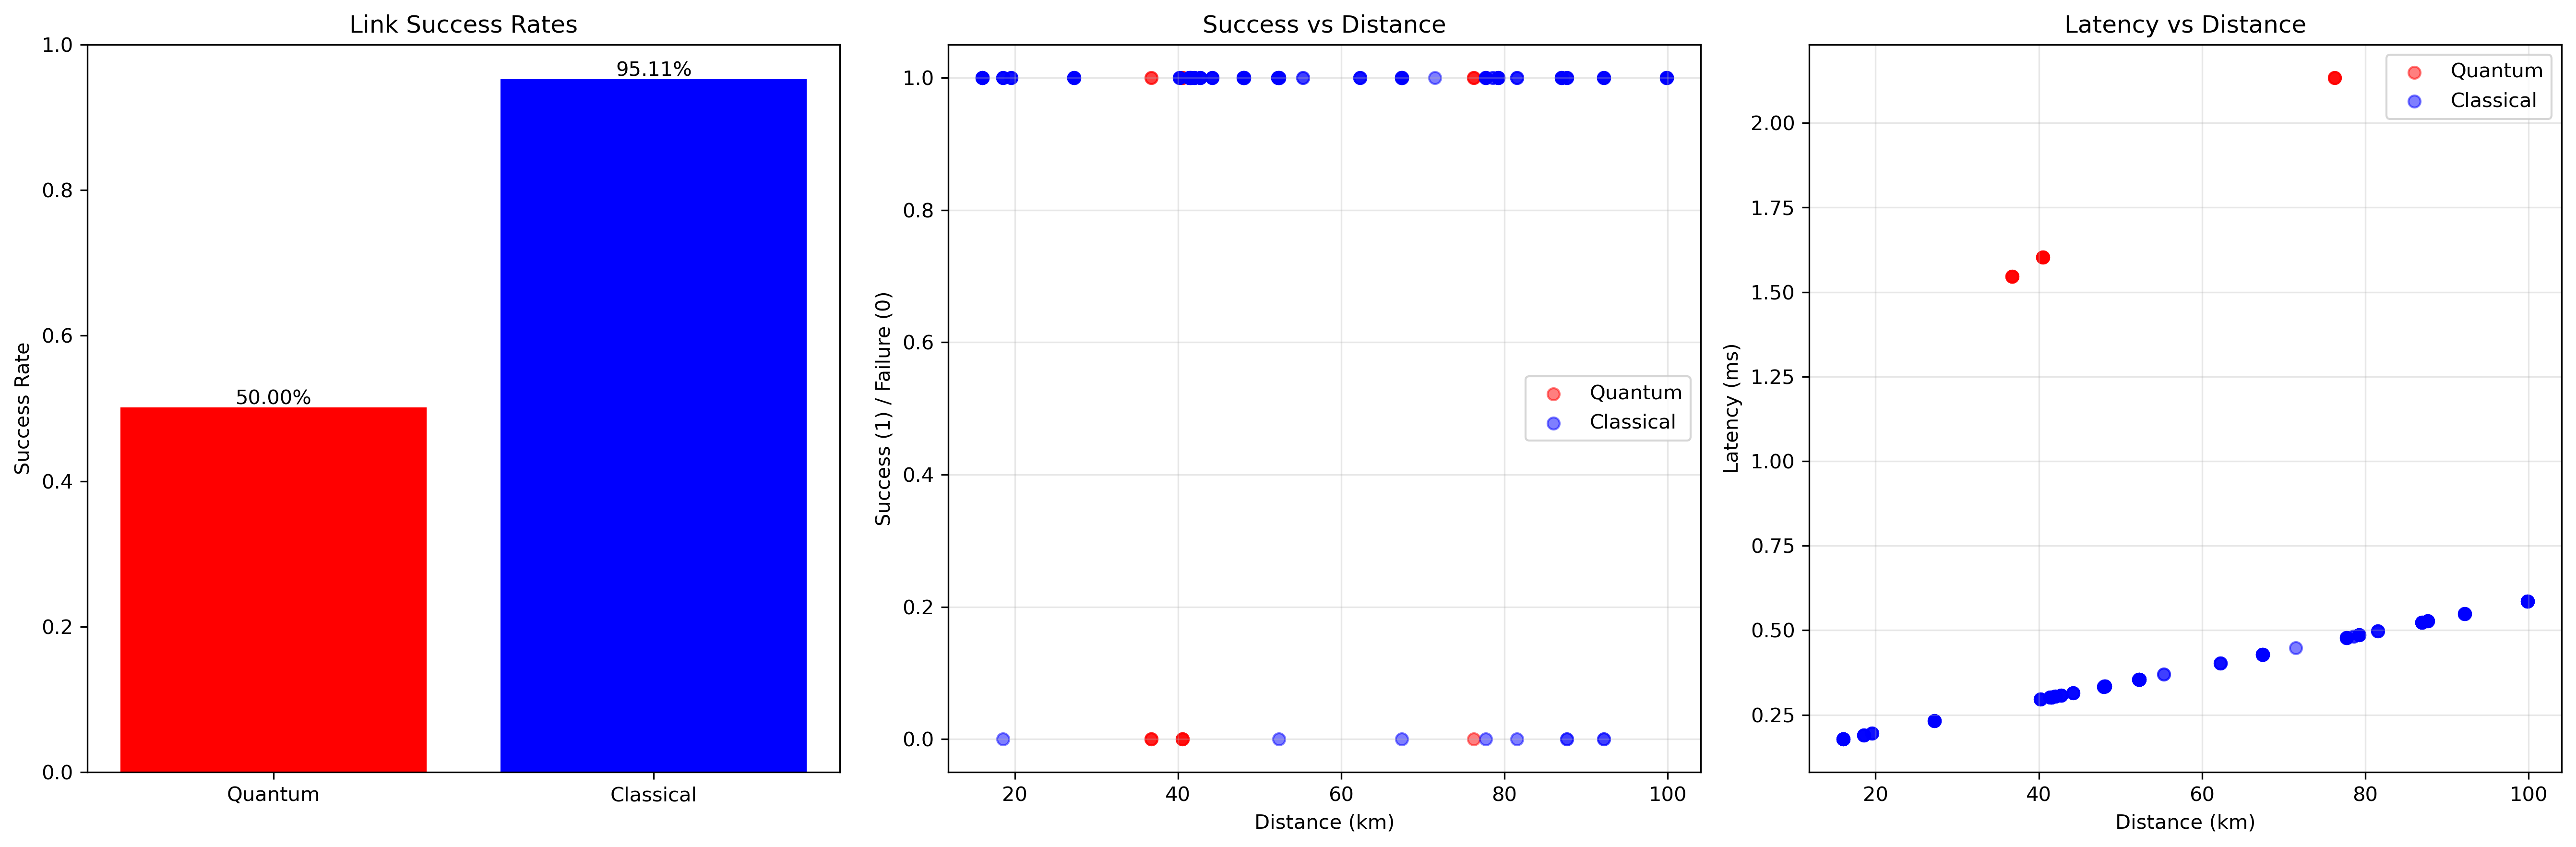 Link Success Rates
Success Rate
1.0
0.8
0.6
0.4
0.2
0.0
50.00%
95.11%
Quantum
Classical
Success vs Distance
Success (1) / Failure (0)
1.0
0.8
0.6
0.4
0.2
0.0
Quantum
Classical
20
40
60
80
100
Distance (km)
Latency vs Distance
Latency (ms)
2.00
1.75
1.50
1.25
1.00
0.75
0.50
0.25
Quantum
Classical
20
40
60
80
100
Distance (km)